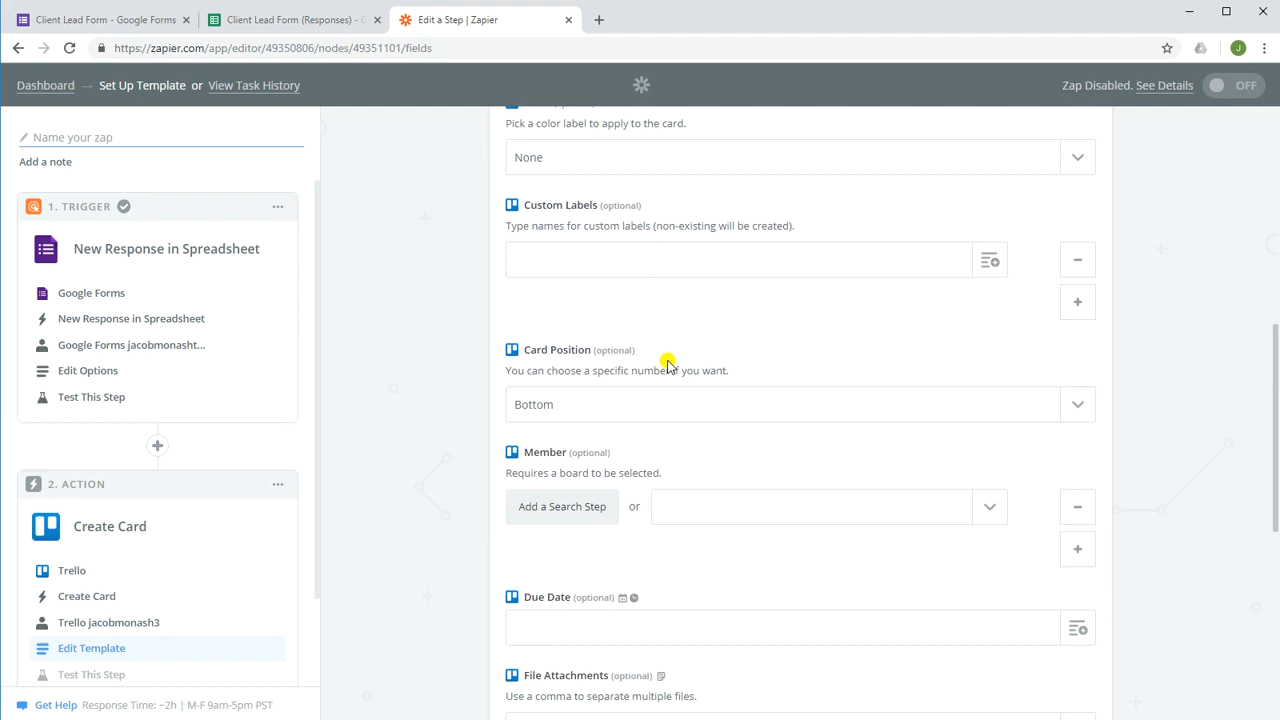 Client Lead Form - Google Forms
Client Lead Form (Responses) - G
Edit a Step | Zapier
https://zapier.com/app/editor/49350806/nodes/49351101/fields
J
Dashboard → Set Up Template or View Task History
Zap Disabled. See Details
OFF
Name your zap
Add a note
1. TRIGGER
New Response in Spreadsheet
Google Forms
New Response in Spreadsheet
Google Forms jacobmonasht...
Edit Options
Test This Step
2. ACTION
Create Card
Trello
Create Card
Trello jacobmonash3
Edit Template
Test This Step
Get Help Response Time: ~2h | M-F 9am-5pm PST
Pick a color label to apply to the card.
None
Custom Labels (optional)
Type names for custom labels (non-existing will be created).
Card Position (optional)
You can choose a specific number if you want.
Bottom
Member (optional)
Requires a board to be selected.
Add a Search Step or
Due Date (optional)
File Attachments (optional)
Use a comma to separate multiple files.